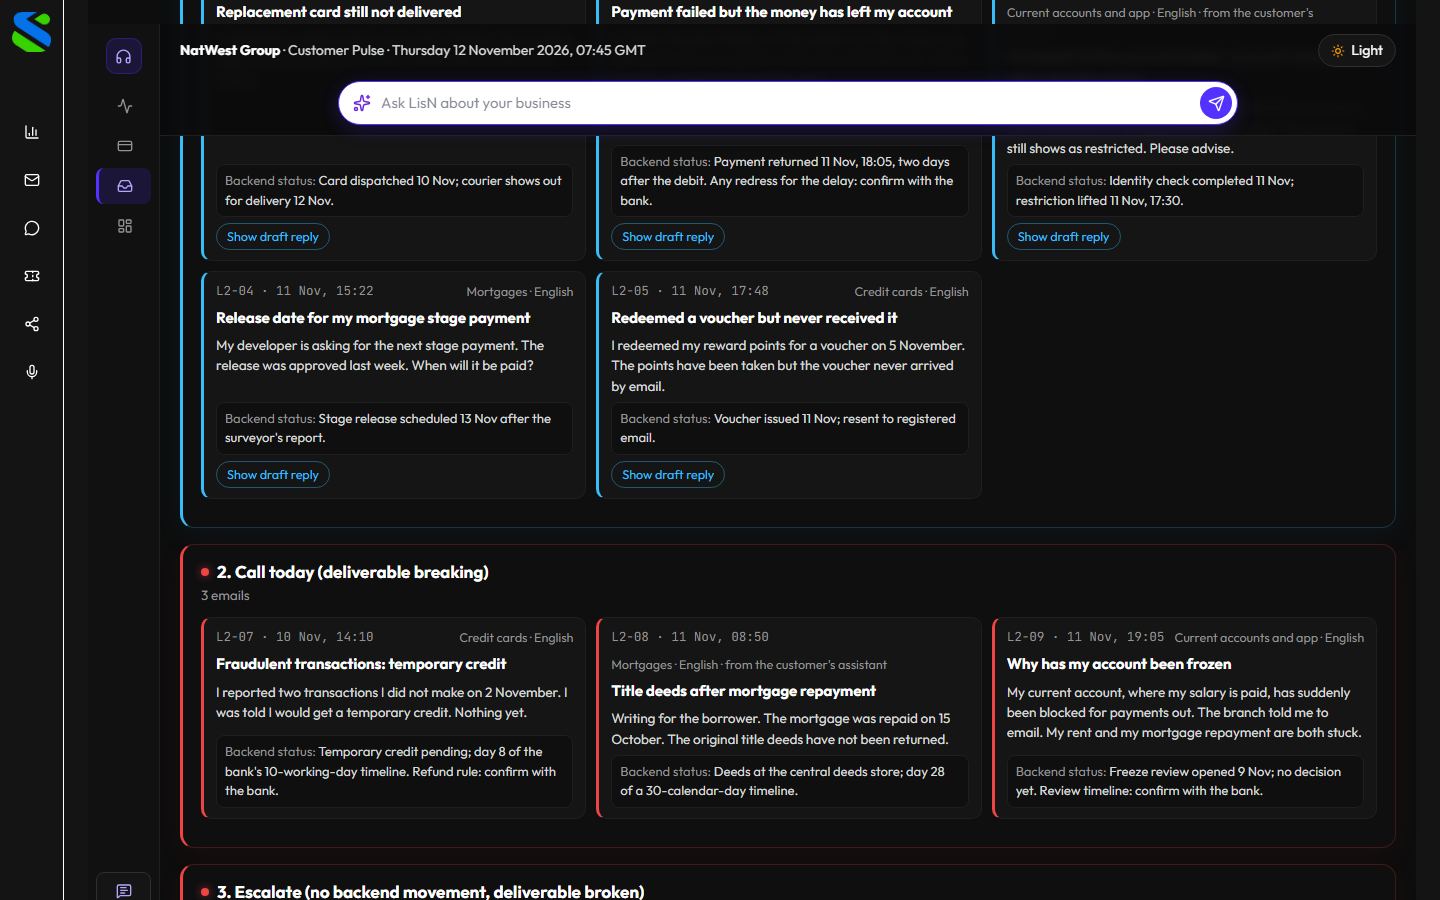 Replacement card still not delivered
Payment failed but the money has left my account
Current accounts and app · English · from the customer's
NatWest Group · Customer Pulse · Thursday 12 November 2026, 07:45 GMT
Light
Ask LisN about your business
still shows as restricted. Please advise.
Backend status: Card dispatched 10 Nov; courier shows out
for delivery 12 Nov.
Show draft reply
Backend status: Payment returned 11 Nov, 18:05, two days
after the debit. Any redress for the delay: confirm with the
bank.
Show draft reply
Backend status: Identity check completed 11 Nov;
restriction lifted 11 Nov, 17:30.
Show draft reply
L2-04 · 11 Nov, 15:22
Mortgages · English
Release date for my mortgage stage payment
My developer is asking for the next stage payment. The
release was approved last week. When will it be paid?
Backend status: Stage release scheduled 13 Nov after the
surveyor's report.
Show draft reply
L2-05 · 11 Nov, 17:48
Credit cards · English
Redeemed a voucher but never received it
I redeemed my reward points for a voucher on 5 November.
The points have been taken but the voucher never arrived
by email.
Backend status: Voucher issued 11 Nov; resent to registered
email.
Show draft reply
2. Call today (deliverable breaking)
3 emails
L2-07 · 10 Nov, 14:10
Credit cards · English
Fraudulent transactions: temporary credit
I reported two transactions I did not make on 2 November. I
was told I would get a temporary credit. Nothing yet.
Backend status: Temporary credit pending; day 8 of the
bank's 10-working-day timeline. Refund rule: confirm with
the bank.
L2-08 · 11 Nov, 08:50
Mortgages · English · from the customer's assistant
Title deeds after mortgage repayment
Writing for the borrower. The mortgage was repaid on 15
October. The original title deeds have not been returned.
Backend status: Deeds at the central deeds store; day 28
of a 30-calendar-day timeline.
L2-09 · 11 Nov, 19:05
Current accounts and app · English
Why has my account been frozen
My current account, where my salary is paid, has suddenly
been blocked for payments out. The branch told me to
email. My rent and my mortgage repayment are both stuck.
Backend status: Freeze review opened 9 Nov; no decision
yet. Review timeline: confirm with the bank.
3. Escalate (no backend movement, deliverable broken)